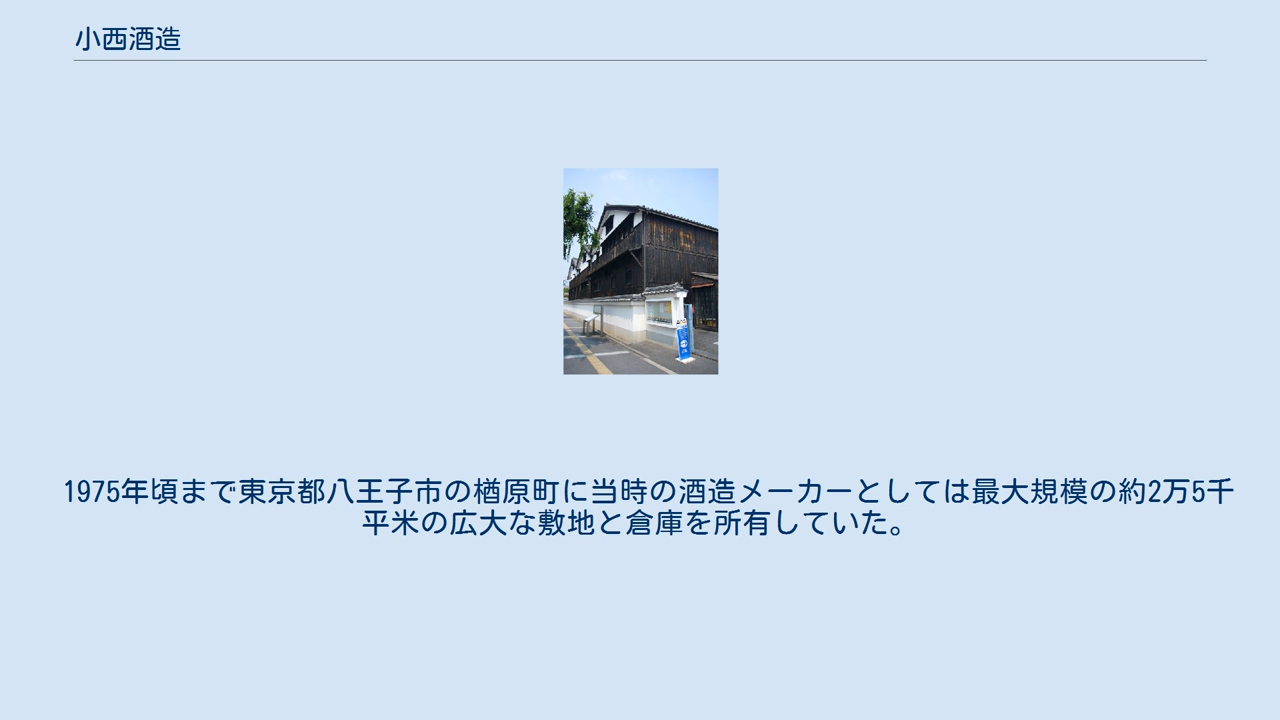 小西酒造
1975年頃まで東京都八王子市の楢原町に当時の酒造メーカーとしては最大規模の約2万5千
平米の広大な敷地と倉庫を所有していた。